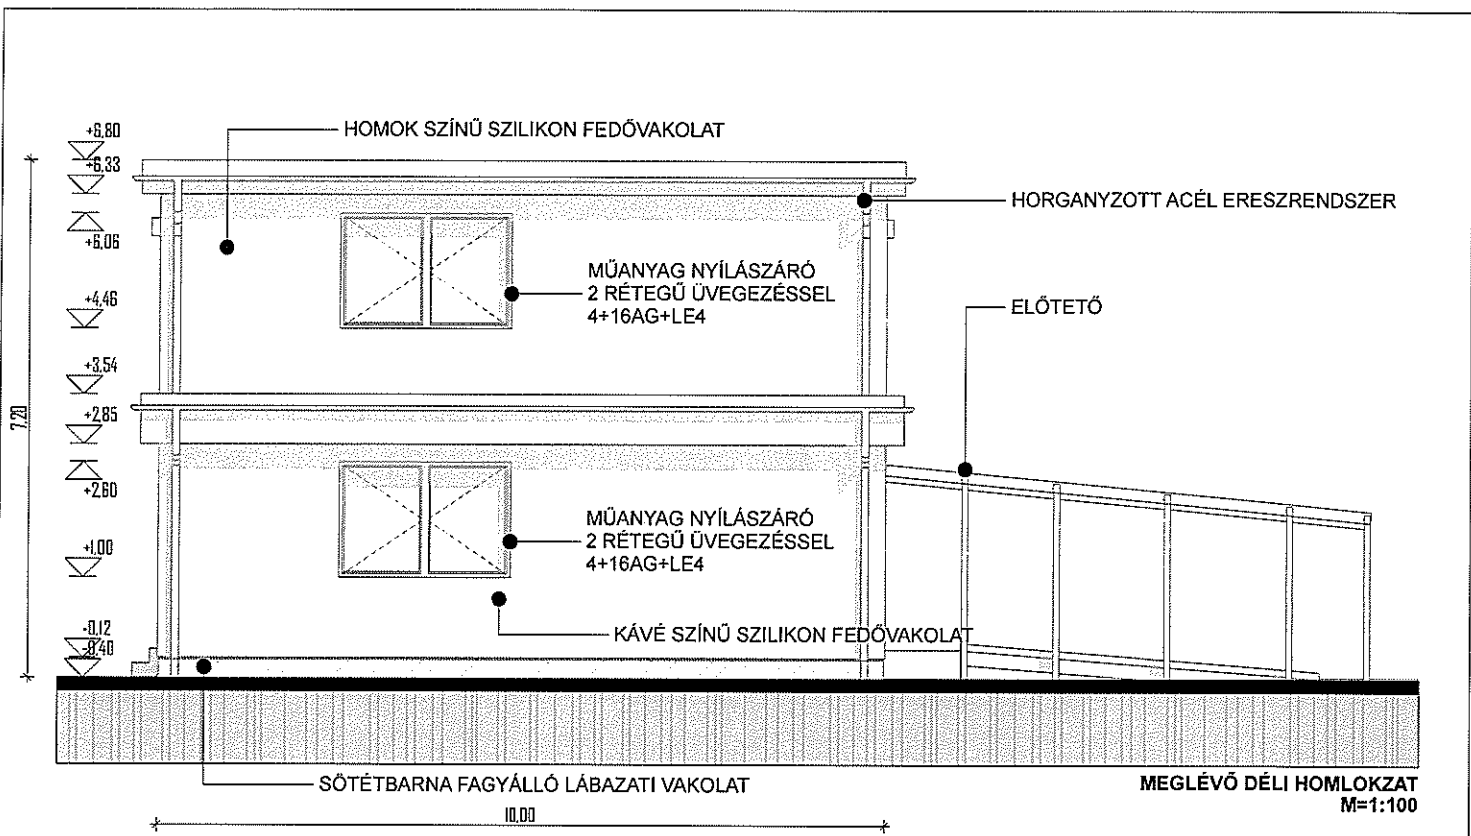 +6,80
HOMOK SZÍNŰ SZILIKON FEDŐVAKOLAT
+6,33
HORGANYZOTT ACÉL ERESZRENDSZER
+6,06
MŰANYAG NYÍLÁSZÁRÓ
2 RÉTEGŰ ÜVEGEZÉSSEL
4+16AG+LE4
ELŐTETŐ
+4,46
+3,54
+2,85
7,20
+2,60
MŰANYAG NYÍLÁSZÁRÓ
2 RÉTEGŰ ÜVEGEZÉSSEL
4+16AG+LE4
+1,00
-0,12
KÁVÉ SZÍNŰ SZILIKON FEDŐVAKOLAT
-0,40
SÖTÉTBARNA FAGYÁLLÓ LÁBAZATI VAKOLAT
MEGLÉVŐ DÉLI HOMLOKZAT
M=1:100
10,00